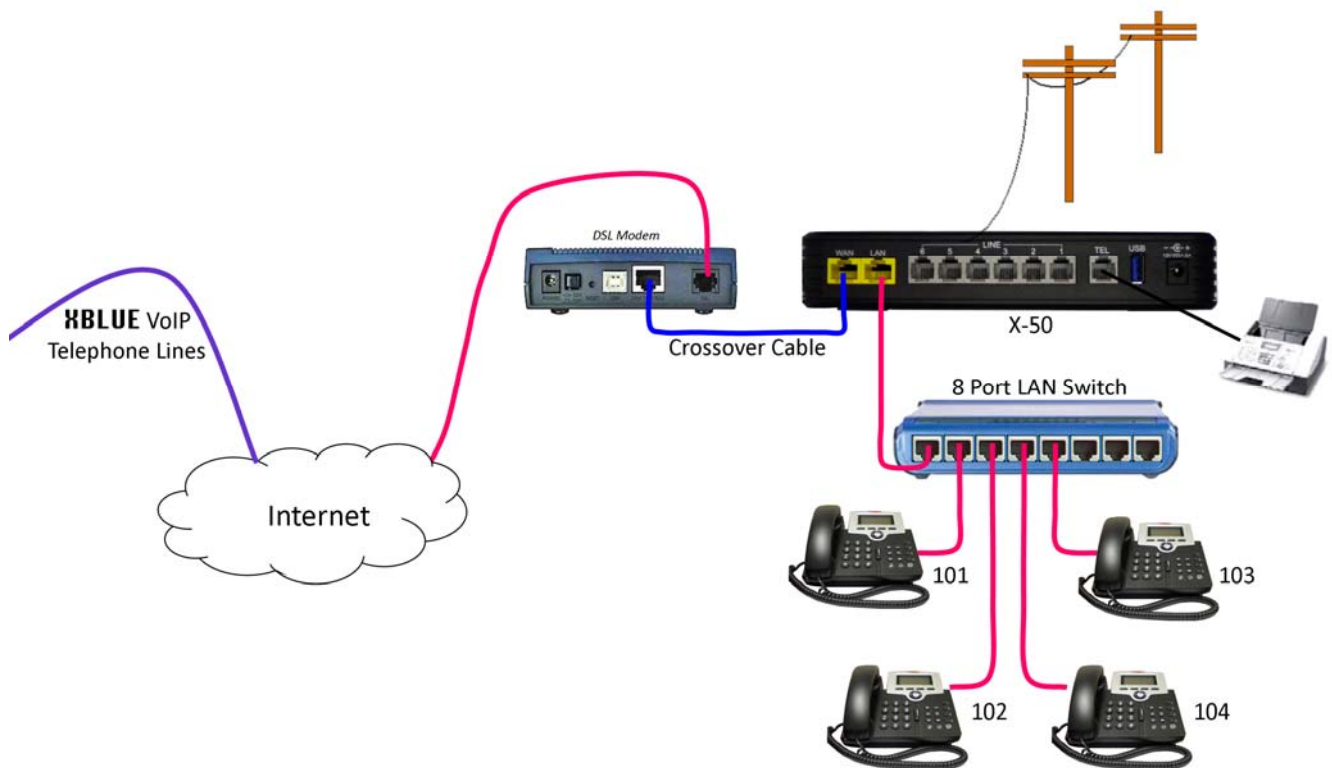 XBLUE VoIP
Telephone Lines
Internet
DSL Modem
Crossover Cable
WAN LAN
LINE
6 5 4 3 2 1
TEL
USB
X-50
8 Port LAN Switch
101
103
102
104